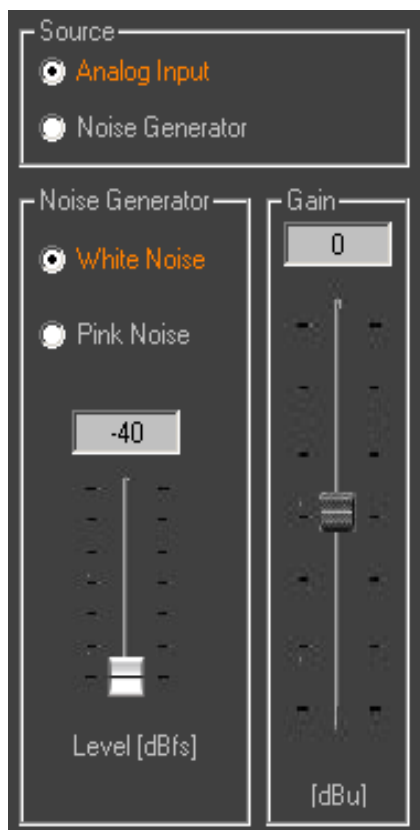 Source
Analog Input
Noise Generator
Noise Generator
White Noise
Pink Noise
-40
Level [dBfs]
Gain
0
[dBu]